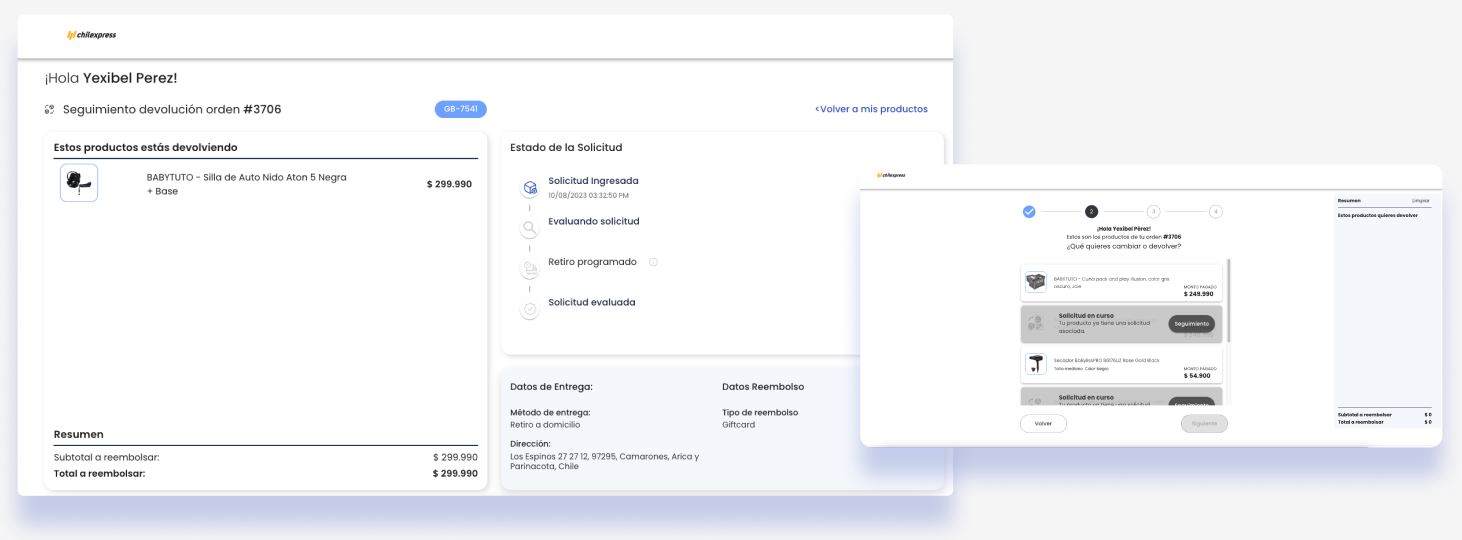 chilexpress
¡Hola Yexibel Perez!
Seguimiento devolución orden #3706
GB-7541
<Volver a mis productos
Estos productos estás devolviendo
BABYTUTO - Silla de Auto Nido Aton 5 Negra
+ Base
$ 299.990
Resumen
Subtotal a reembolsar: $ 299.990
Total a reembolsar: $ 299.990
Estado de la Solicitud
Solicitud Ingresada
10/08/2023 03:32:50 PM
Evaluando solicitud
Retiro programado
Solicitud evaluada
Datos de Entrega:
Método de entrega:
Retiro a domicilio
Dirección:
Los Espinos 27 27 12, 97295, Camarones, Arica y
Parinacota, Chile
Datos Reembolso
Tipo de reembolso
Giftcard
chilexpress
2 3 4
¡Hola Yexibel Pérez!
Estos son los productos de tu orden #3706
¿Qué quieres cambiar o devolver?
BABYTUTO - Cuna pack and play Illusion, color gris
oscuro, Joie
MONTO PAGADO
$ 249.990
Solicitud en curso
Tu producto ya tiene una solicitud
asociada.
Seguimiento
Secador BaByllssPRO
Rose Gold Black
Talla mediana. Color Negro
MONTO PAGADO
$ 54.900
Solicitud en curso
Volver
Siguiente
Resumen
Limpiar
Estos productos quieres devolver
Subtotal a reembolsar $ 0
Total a reembolsar $ 0